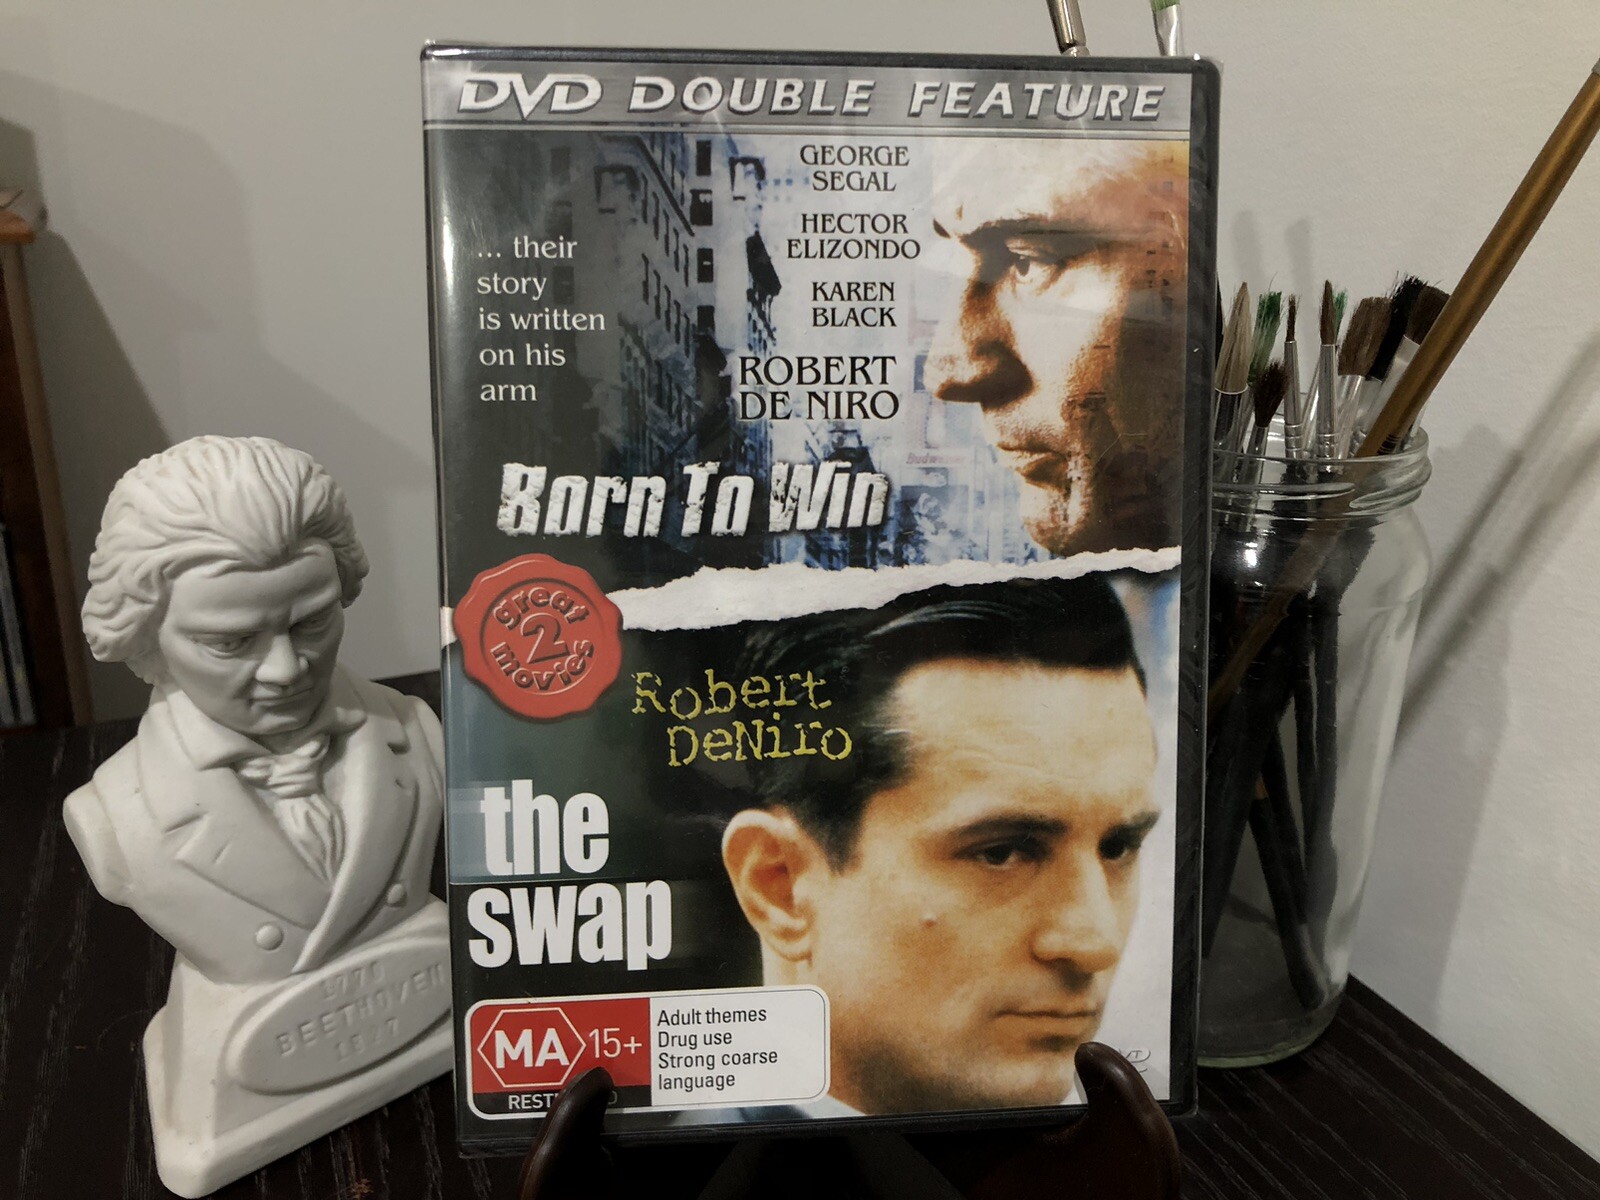 DVD DOUBLE FEATURE
GEORGE
SEGAL
HECTOR
ELIZONDO
KAREN
BLACK
ROBERT
DE NIRO
... their
story
is written
on his
arm
Budweiser
Born To Win
great
2
movies
Robert
DeNiro
the
swap
MA 15+
Adult themes
Drug use
Strong coarse
language
1770
BEETHOVEN
1827